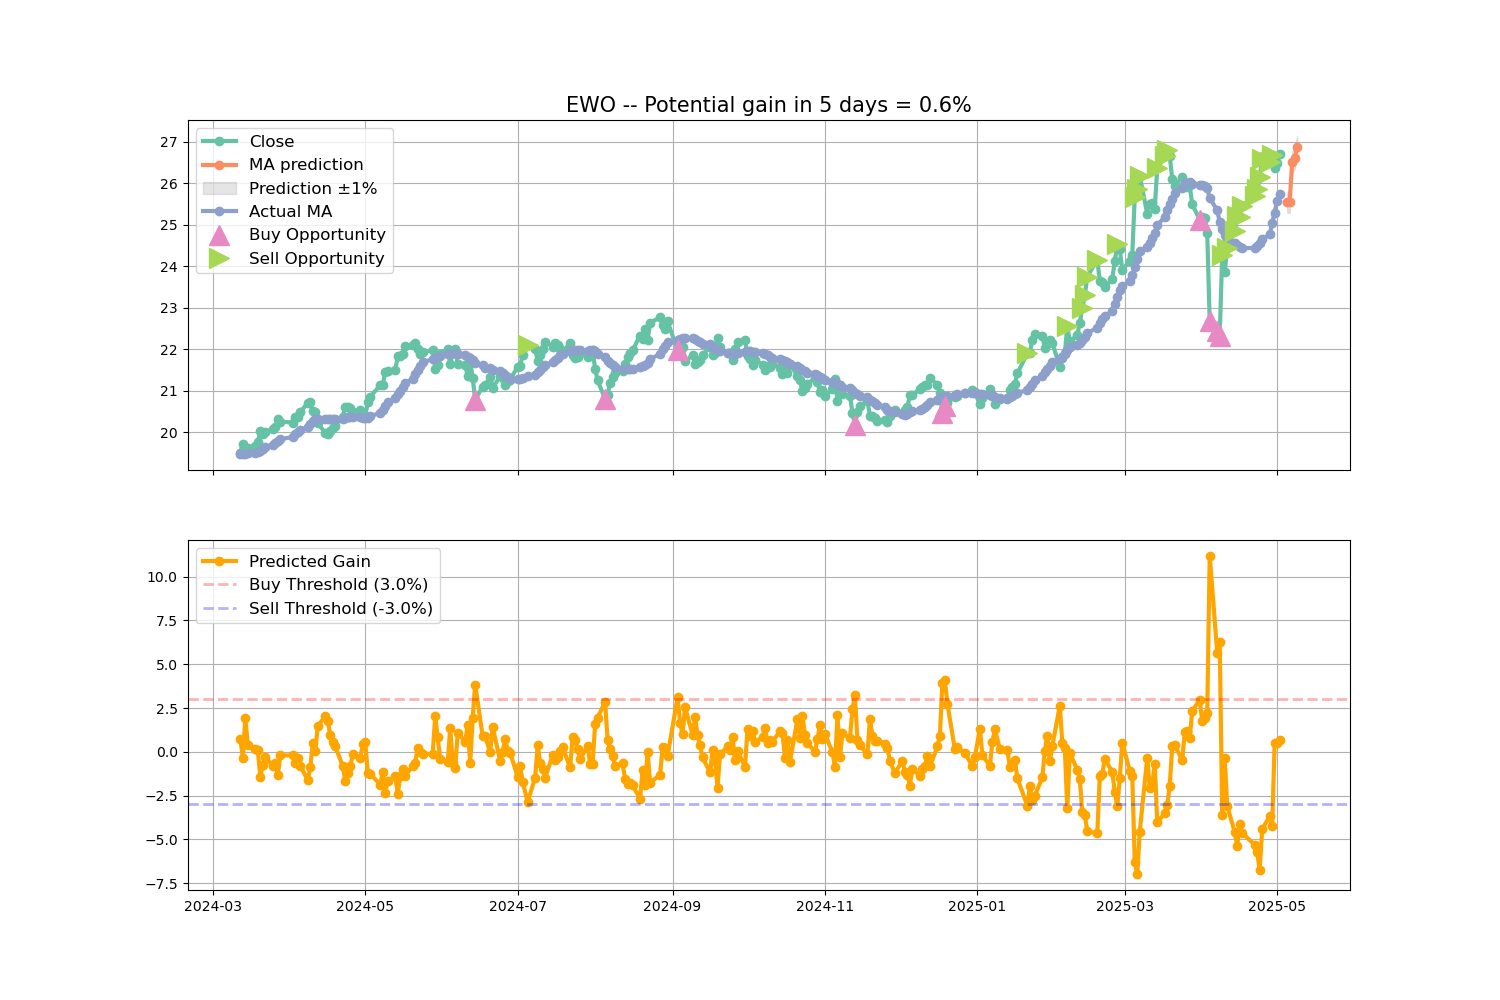 EWO -- Potential gain in 5 days = 0.6%
27
26
25
24
23
22
21
20
Close
MA prediction
Prediction ±1%
Actual MA
Buy Opportunity
Sell Opportunity
10.0
7.5
5.0
2.5
0.0
−2.5
−5.0
−7.5
Predicted Gain
Buy Threshold (3.0%)
Sell Threshold (-3.0%)
2024-03
2024-05
2024-07
2024-09
2024-11
2025-01
2025-03
2025-05